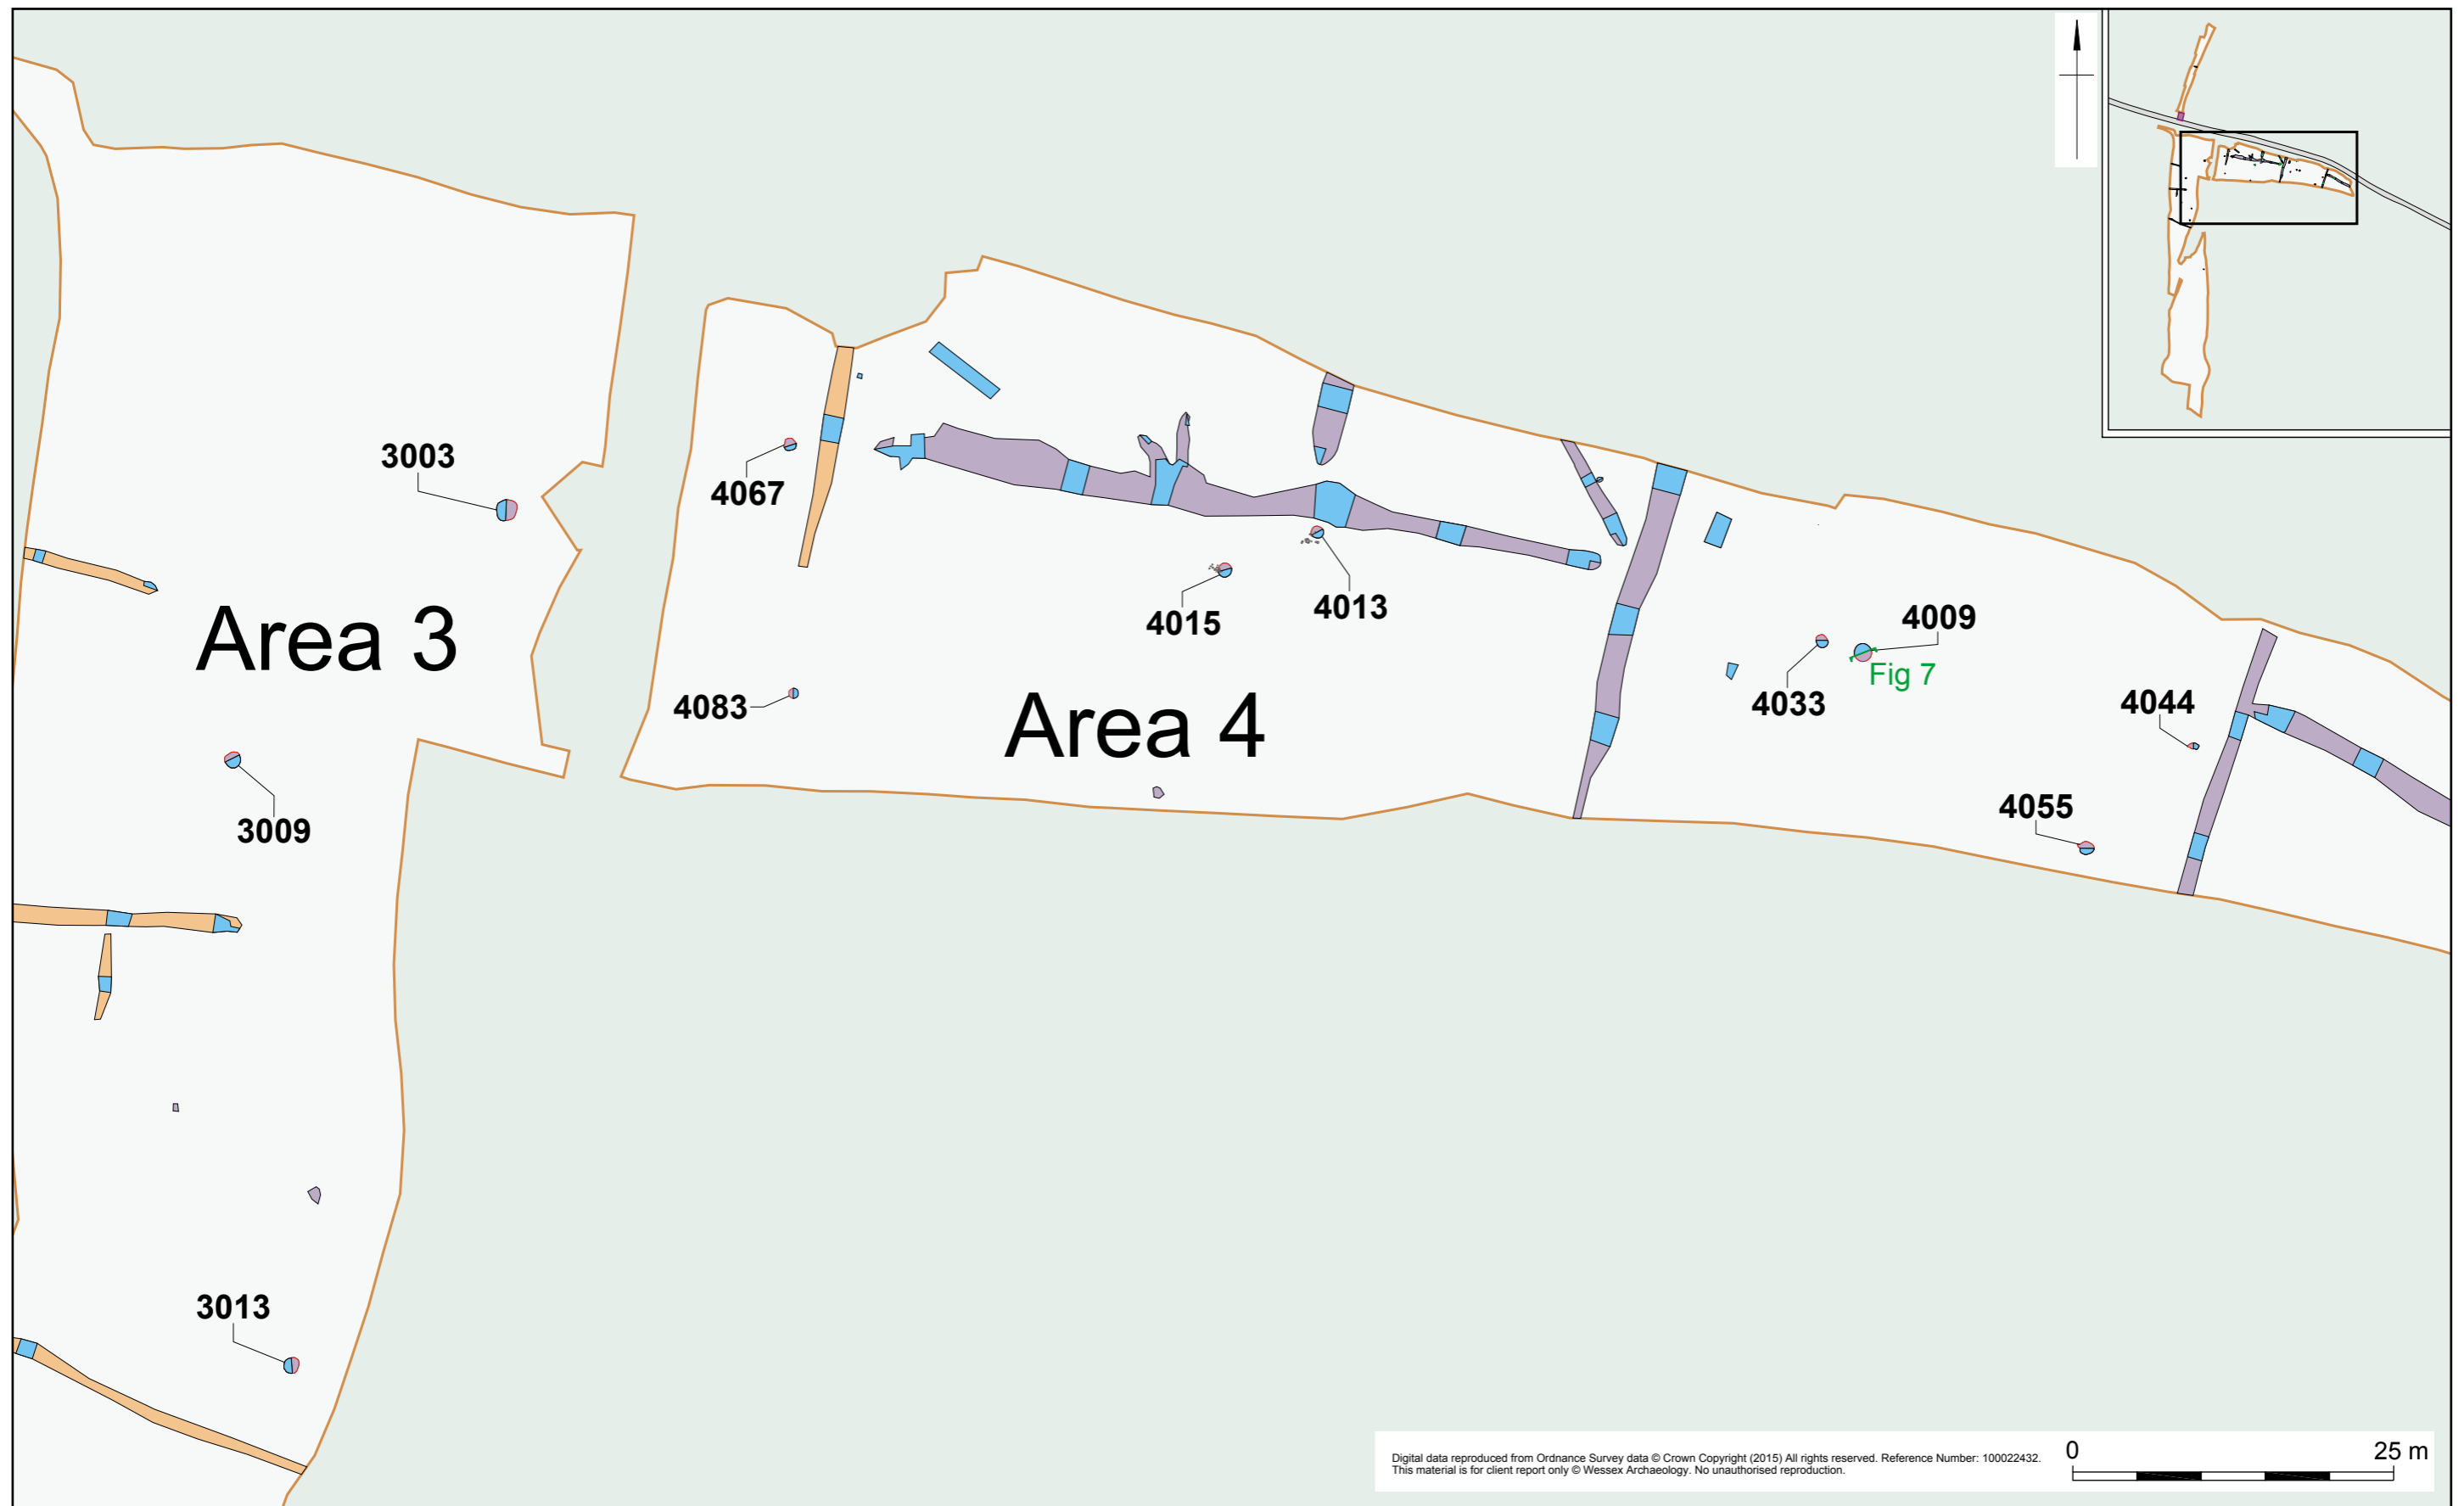 3003
4067
4009
4013
4015
Area 3
Fig 7
4083
4033
4044
Area 4
4055
3009
3013
0 25 m
Digital data reproduced from Ordnance Survey data © Crown Copyright (2015) All rights reserved. Reference Number: 100022432.
This material is for client report only © Wessex Archaeology. No unauthorised reproduction.